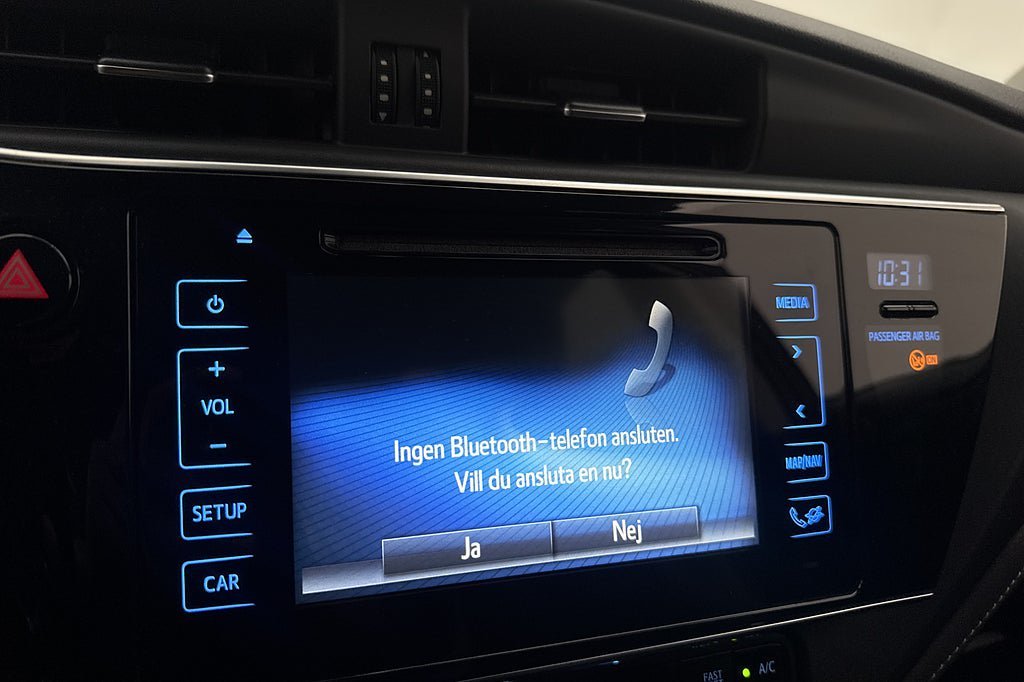 10:31
MEDIA
PASSENGER AIR BAG
ON
VOL
Ingen Bluetooth-telefon ansluten.
Vill du ansluta en nu?
MAP/NAV
SETUP
Ja
Nej
CAR
FAST
A/C